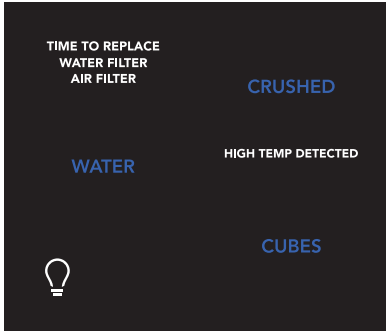 TIME TO REPLACE
WATER FILTER
AIR FILTER
CRUSHED
HIGH TEMP DETECTED
WATER
CUBES